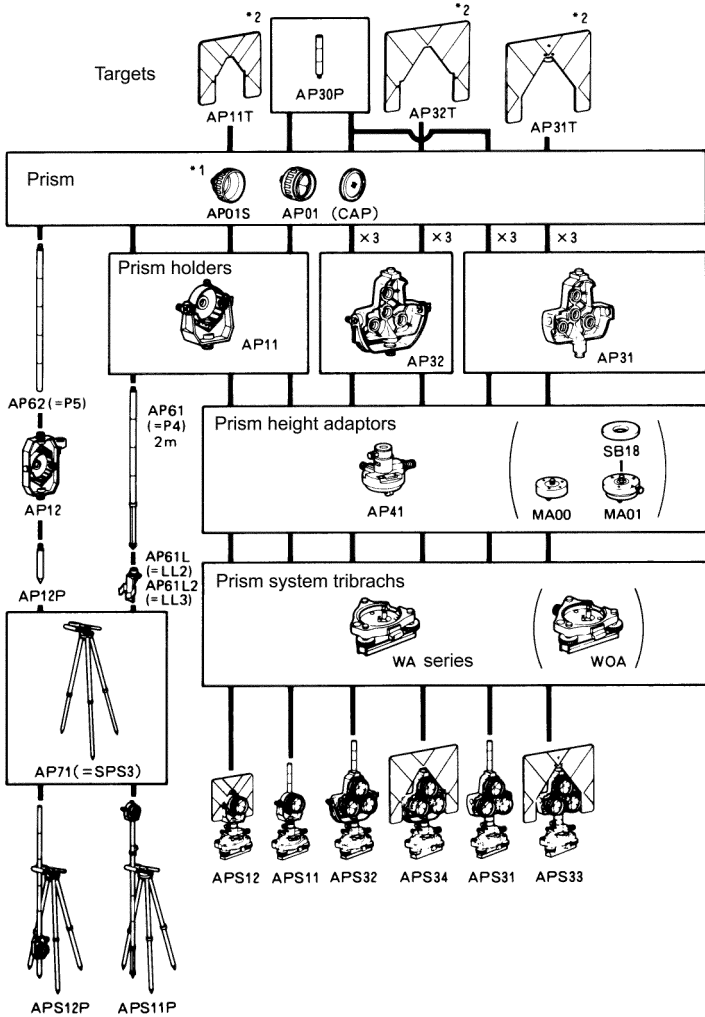 *2
*2
*2
Targets
AP11T
AP30P
AP32T
AP31T
Prism
*1
AP01S
AP01
(CAP)
×3
×3
×3
×3
Prism holders
AP11
AP32
AP31
AP62(=P5)
AP61
(=P4)
2m
Prism height adaptors
AP41
SB18
MA00
MA01
AP12
AP61L
(=LL2)
AP61L2
(=LL3)
AP12P
Prism system tribrachs
WA series
WOA
AP71(=SPS3)
APS12
APS11
APS32
APS34
APS31
APS33
APS12P
APS11P